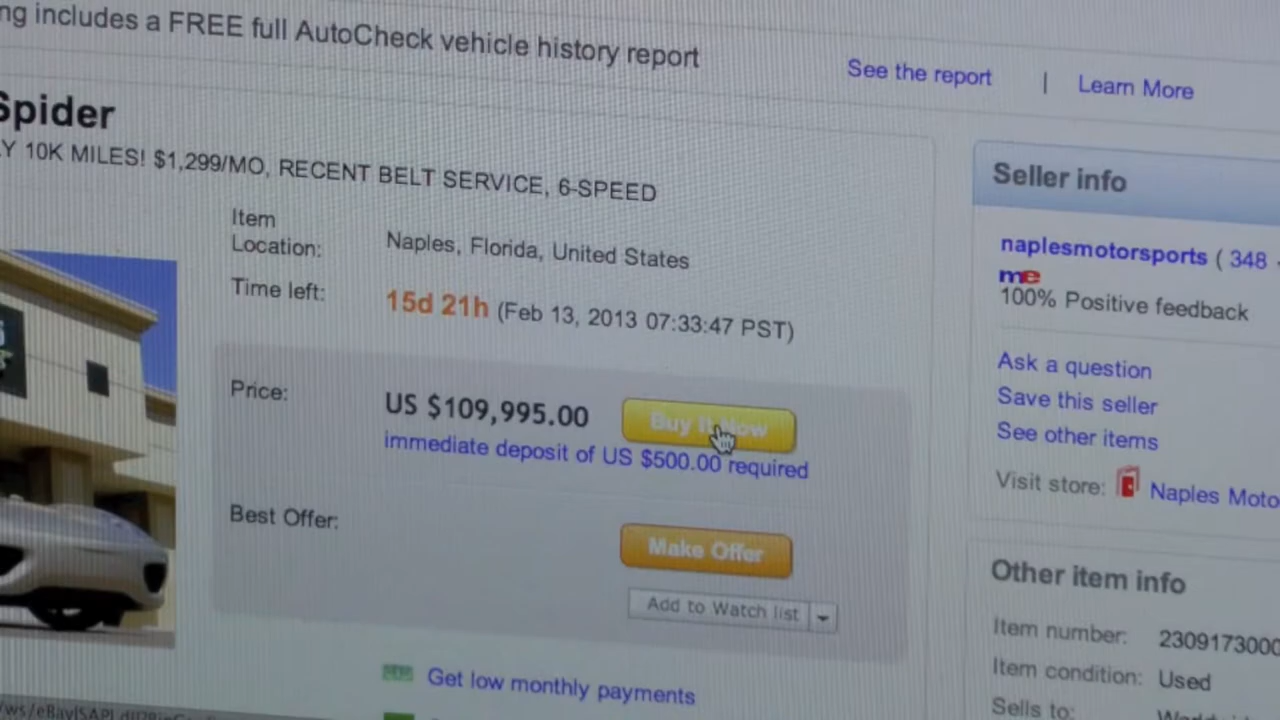 ng includes a FREE full AutoCheck vehicle history report
See the report | Learn More
Spider
Y 10K MILES! $1,299/MO, RECENT BELT SERVICE, 6-SPEED
Item
Location:
Naples, Florida, United States
Time left:
15d 21h (Feb 13, 2013 07:33:47 PST)
Price:
US $109,995.00
Buy It Now
immediate deposit of US $500.00 required
Best Offer:
Make Offer
Add to Watch list
Get low monthly payments
Seller info
naplesmotorsports ( 348
me
100% Positive feedback
Ask a question
Save this seller
See other items
Visit store: Naples Moto
Other item info
Item number: 2309173000
Item condition: Used
Sells to: